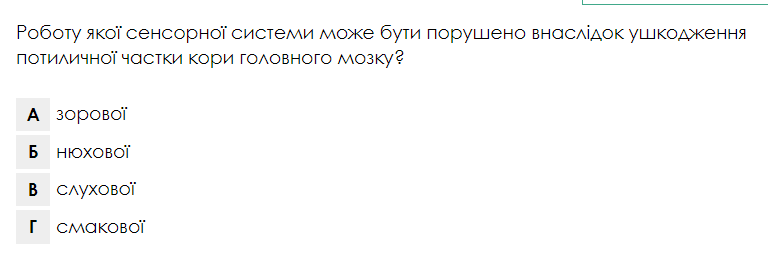 Роботу якої сенсорної системи може бути порушено внаслідок ушкодження
потиличної частки кори головного мозку?
А зорової
Б нюхової
В слухової
Г смакової